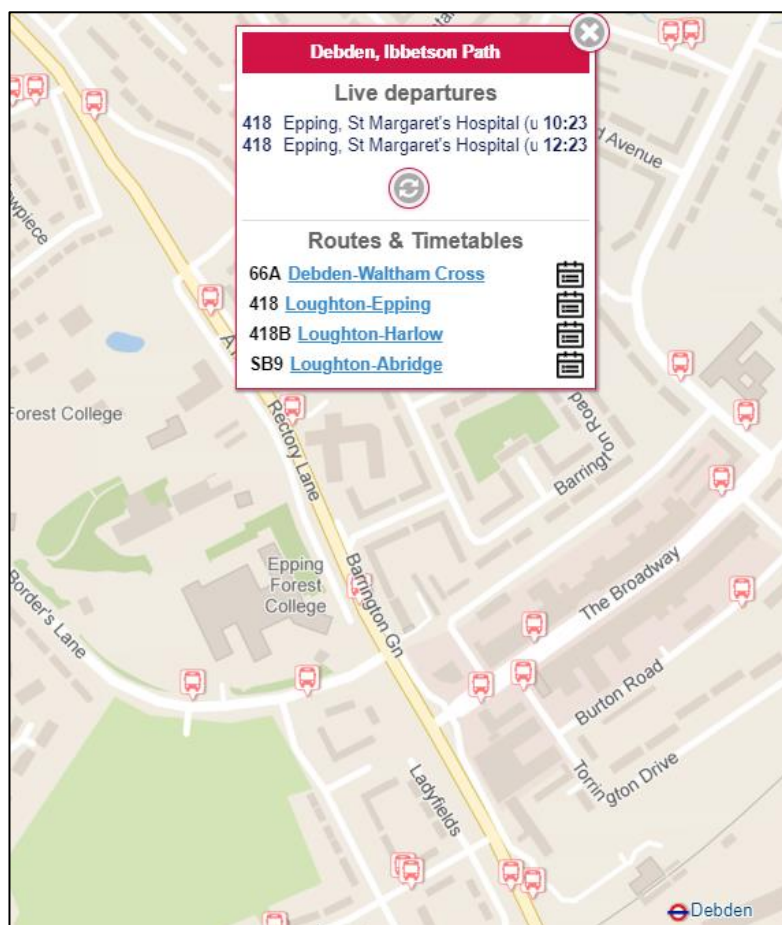 Debden, Ibbetson Path
Live departures
418 Epping, St Margaret's Hospital (u 10:23
418 Epping, St Margaret's Hospital (u 12:23
Avenue
Routes & Timetables
66A Debden-Waltham Cross
418 Loughton-Epping
418B Loughton-Harlow
SB9 Loughton-Abridge
Forest College
Rectory Lane
Barrington Road
Epping
Forest
College
Barrington Gn
The Broadway
Border's Lane
Burton Road
Torrington Drive
Ladyfields
Debden